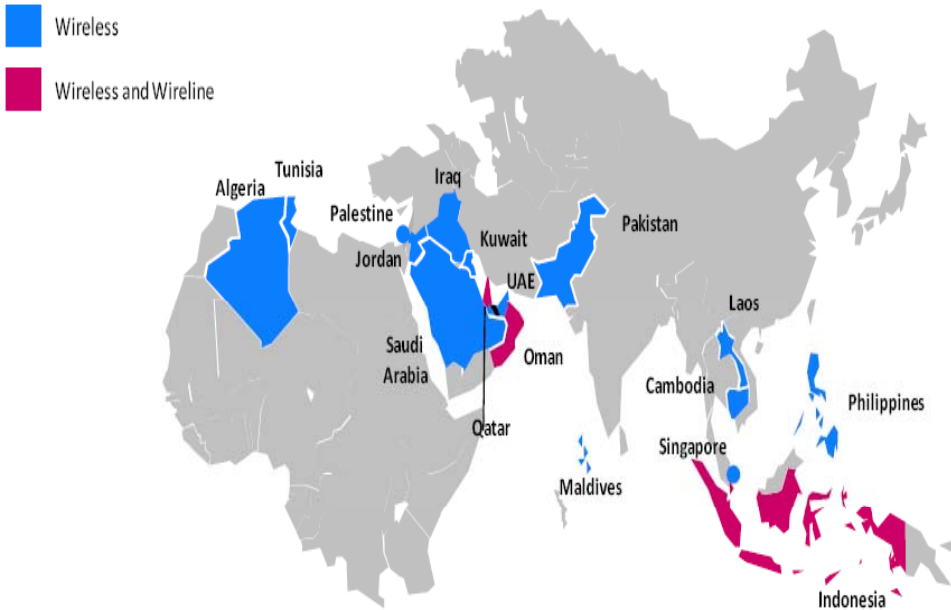 Wireless
Wireless and Wireline
Tunisia
Algeria
Iraq
Palestine
Pakistan
Kuwait
Jordan
UAE
Laos
Saudi
Arabia
Oman
Cambodia
Philippines
Qatar
Singapore
Maldives
Indonesia